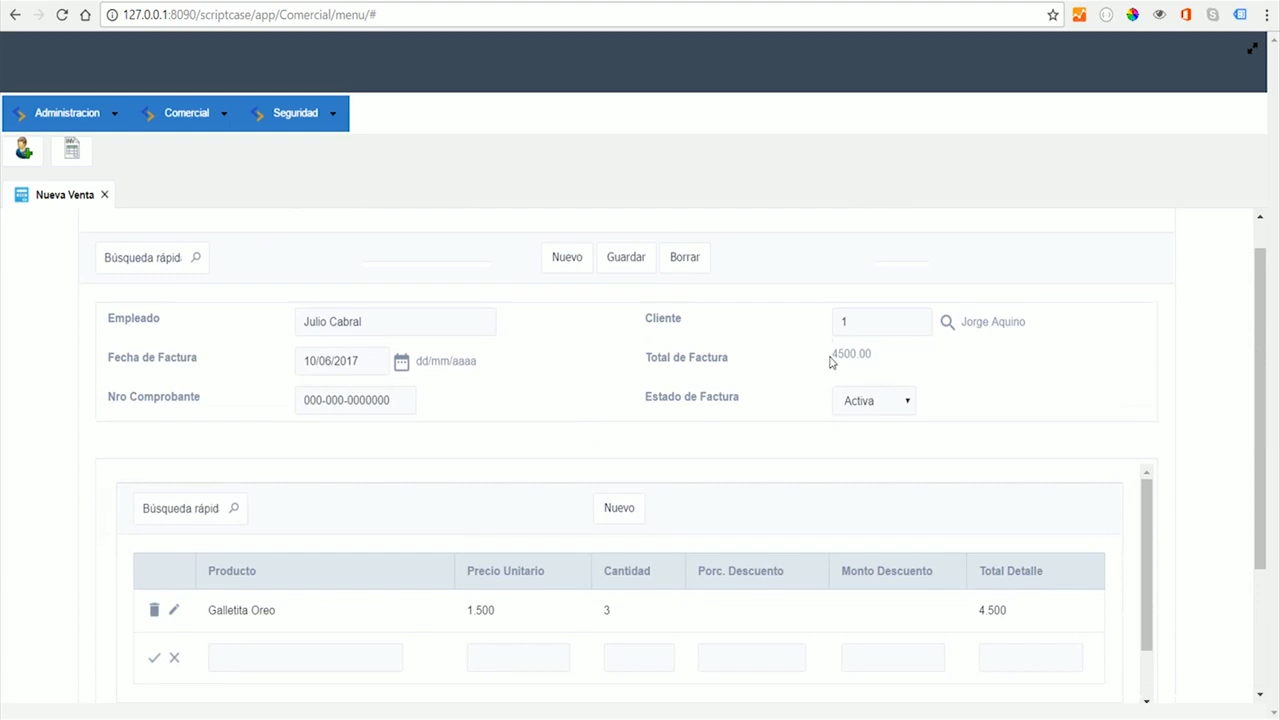 127.0.0.1:8090/scriptcase/app/Comercial/menu/#
Administracion Comercial Seguridad
Nueva Venta
Búsqueda rápid Nuevo Guardar Borrar
Empleado Julio Cabral Cliente 1 Jorge Aquino
Fecha de Factura 10/06/2017 dd/mm/aaaa Total de Factura 4500.00
Nro Comprobante 000-000-0000000 Estado de Factura Activa
Búsqueda rápid Nuevo
Producto Precio Unitario Cantidad Porc. Descuento Monto Descuento Total Detalle
Galletita Oreo 1.500 3 4.500